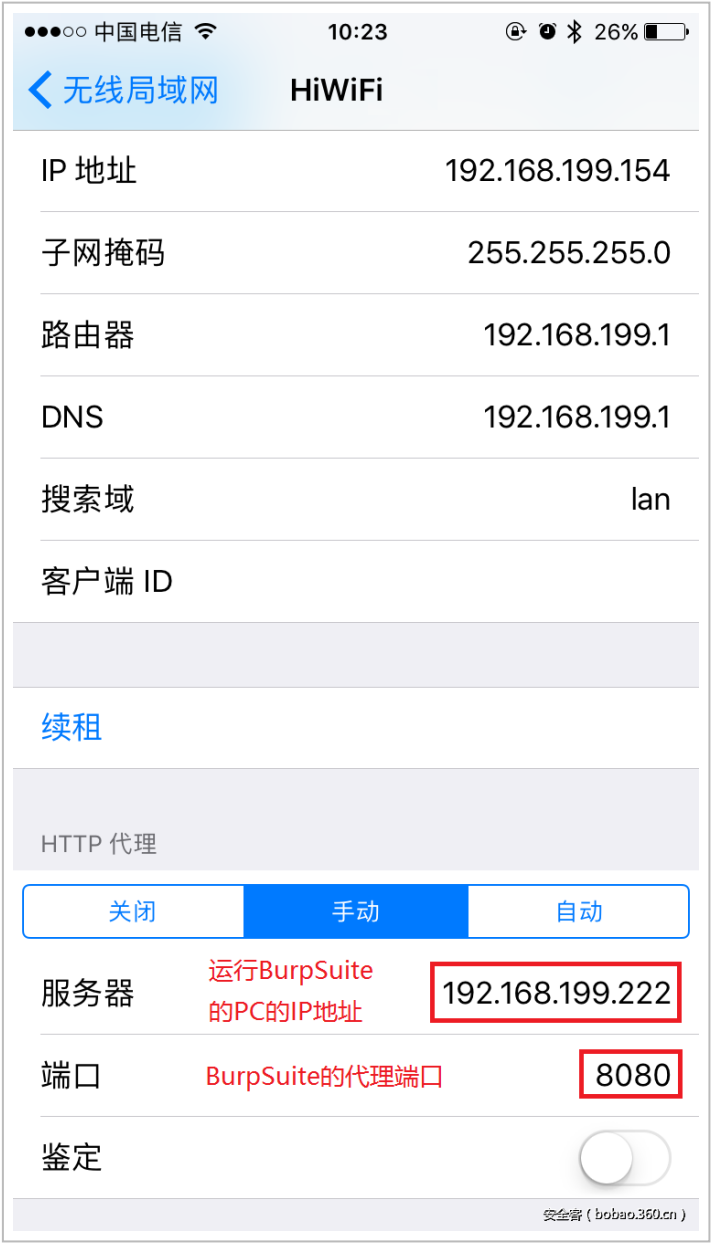 中国电信 10:23 26%
无线局域网 HiWiFi
IP 地址 192.168.199.154
子网掩码 255.255.255.0
路由器 192.168.199.1
DNS 192.168.199.1
搜索域 lan
客户端 ID
续租
HTTP 代理
关闭 手动 自动
运行BurpSuite
服务器 192.168.199.222
的PC的IP地址
端口 BurpSuite的代理端口 8080
鉴定
安全客（bobao.360.cn）